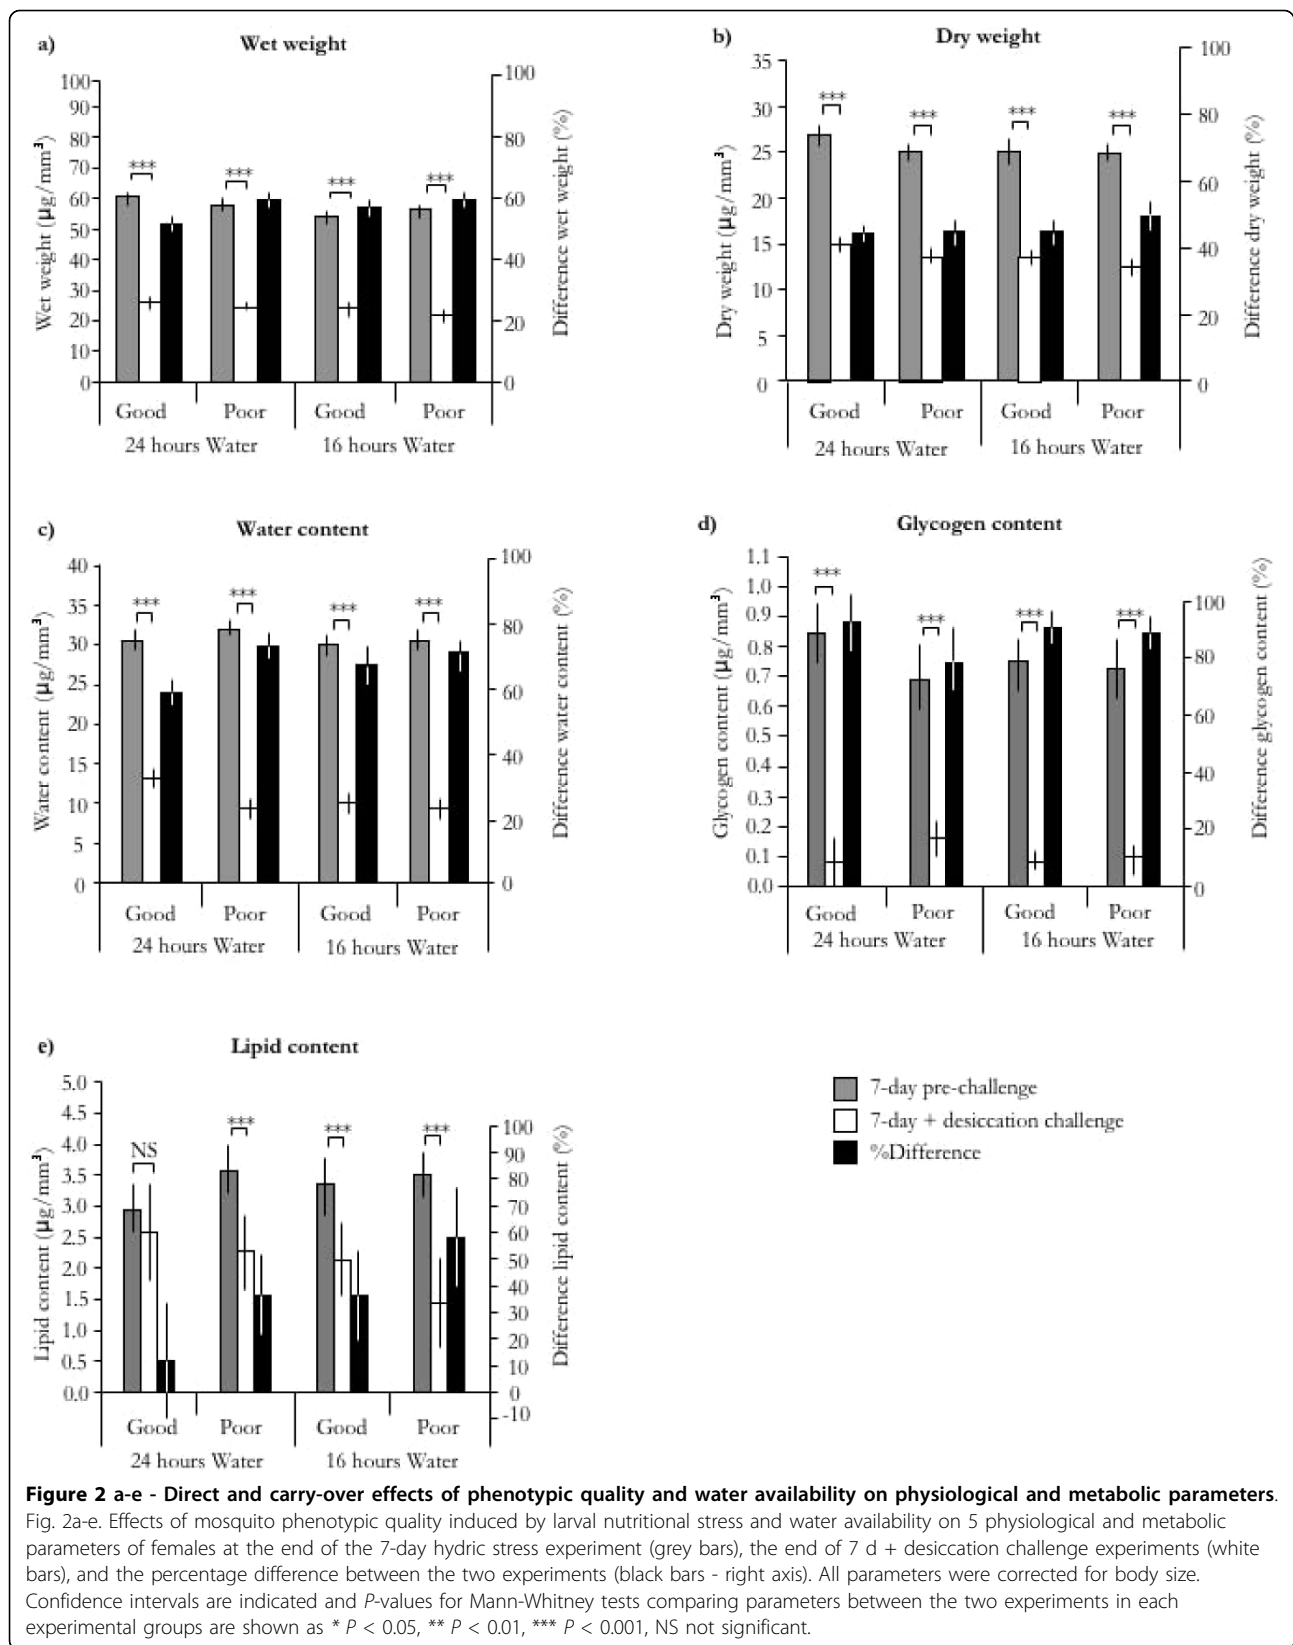 a) Wet weight
100
90
80
70
60
50
40
30
20
10
0
Wet weight (µg/mm³)
*** *** *** ***
100
80
60
40
20
0
Difference wet weight (%)
Good Poor Good Poor
24 hours Water 16 hours Water
b) Dry weight
35
30
25
20
15
10
5
0
Dry weight (µg/mm³)
*** *** *** ***
100
80
60
40
20
0
Difference dry weight (%)
Good Poor Good Poor
24 hours Water 16 hours Water
c) Water content
40
35
30
25
20
15
10
5
0
Water content (µg/mm³)
*** *** *** ***
100
80
60
40
20
0
Difference water content (%)
Good Poor Good Poor
24 hours Water 16 hours Water
d) Glycogen content
1.1
1.0
0.9
0.8
0.7
0.6
0.5
0.4
0.3
0.2
0.1
0.0
Glycogen content (µg/mm³)
*** *** *** ***
100
80
60
40
20
0
Difference glycogen content (%)
Good Poor Good Poor
24 hours Water 16 hours Water
e) Lipid content
5.0
4.5
4.0
3.5
3.0
2.5
2.0
1.5
1.0
0.5
0.0
Lipid content (µg/mm³)
NS *** *** ***
100
90
80
70
60
50
40
30
20
10
0
-10
Difference lipid content (%)
Good Poor Good Poor
24 hours Water 16 hours Water
7-day pre-challenge
7-day + desiccation challenge
%Difference
Figure 2 a-e - Direct and carry-over effects of phenotypic quality and water availability on physiological and metabolic parameters.
Fig. 2a-e. Effects of mosquito phenotypic quality induced by larval nutritional stress and water availability on 5 physiological and metabolic
parameters of females at the end of the 7-day hydric stress experiment (grey bars), the end of 7 d + desiccation challenge experiments (white
bars), and the percentage difference between the two experiments (black bars - right axis). All parameters were corrected for body size.
Confidence intervals are indicated and P-values for Mann-Whitney tests comparing parameters between the two experiments in each
experimental groups are shown as * P < 0.05, ** P < 0.01, *** P < 0.001, NS not significant.